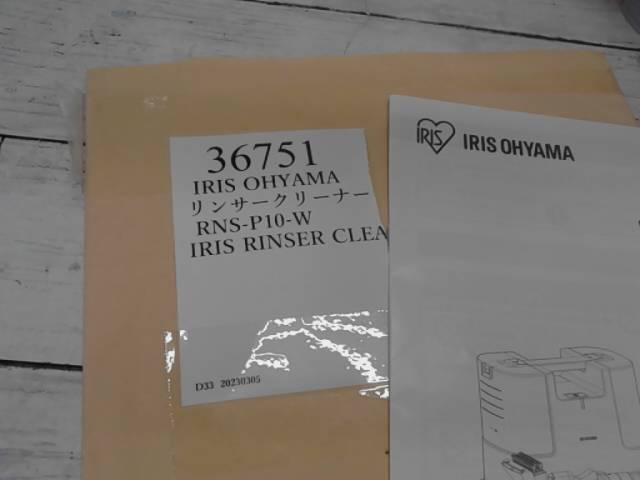 36751
IRIS OHYAMA
リンサークリーナー
RNS-P10-W
IRIS RINSER CLEA
D33 20230305
IRIS IRIS OHYAMA